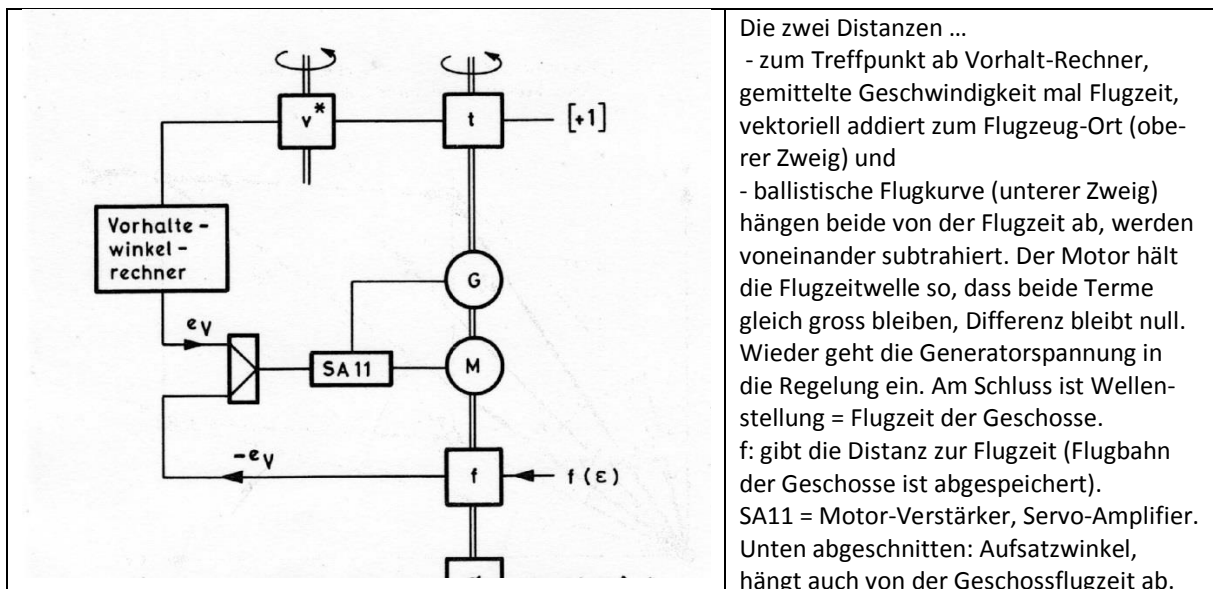 v*
t
[+1]
Vorhalte-
winkel-
rechner
G
eV
SA 11
M
-eV
f
f(ε)
Die zwei Distanzen ...
- zum Treffpunkt ab Vorhalt-Rechner,
gemittelte Geschwindigkeit mal Flugzeit,
vektoriell addiert zum Flugzeug-Ort (obe-
rer Zweig) und
- ballistische Flugkurve (unterer Zweig)
hängen beide von der Flugzeit ab, werden
voneinander subtrahiert. Der Motor hält
die Flugzeitwelle so, dass beide Terme
gleich gross bleiben, Differenz bleibt null.
Wieder geht die Generatorspannung in
die Regelung ein. Am Schluss ist Wellen-
stellung = Flugzeit der Geschosse.
f: gibt die Distanz zur Flugzeit (Flugbahn
der Geschosse ist abgespeichert).
SA11 = Motor-Verstärker, Servo-Amplifier.
Unten abgeschnitten: Aufsatzwinkel,
hängt auch von der Geschossflugzeit ab.